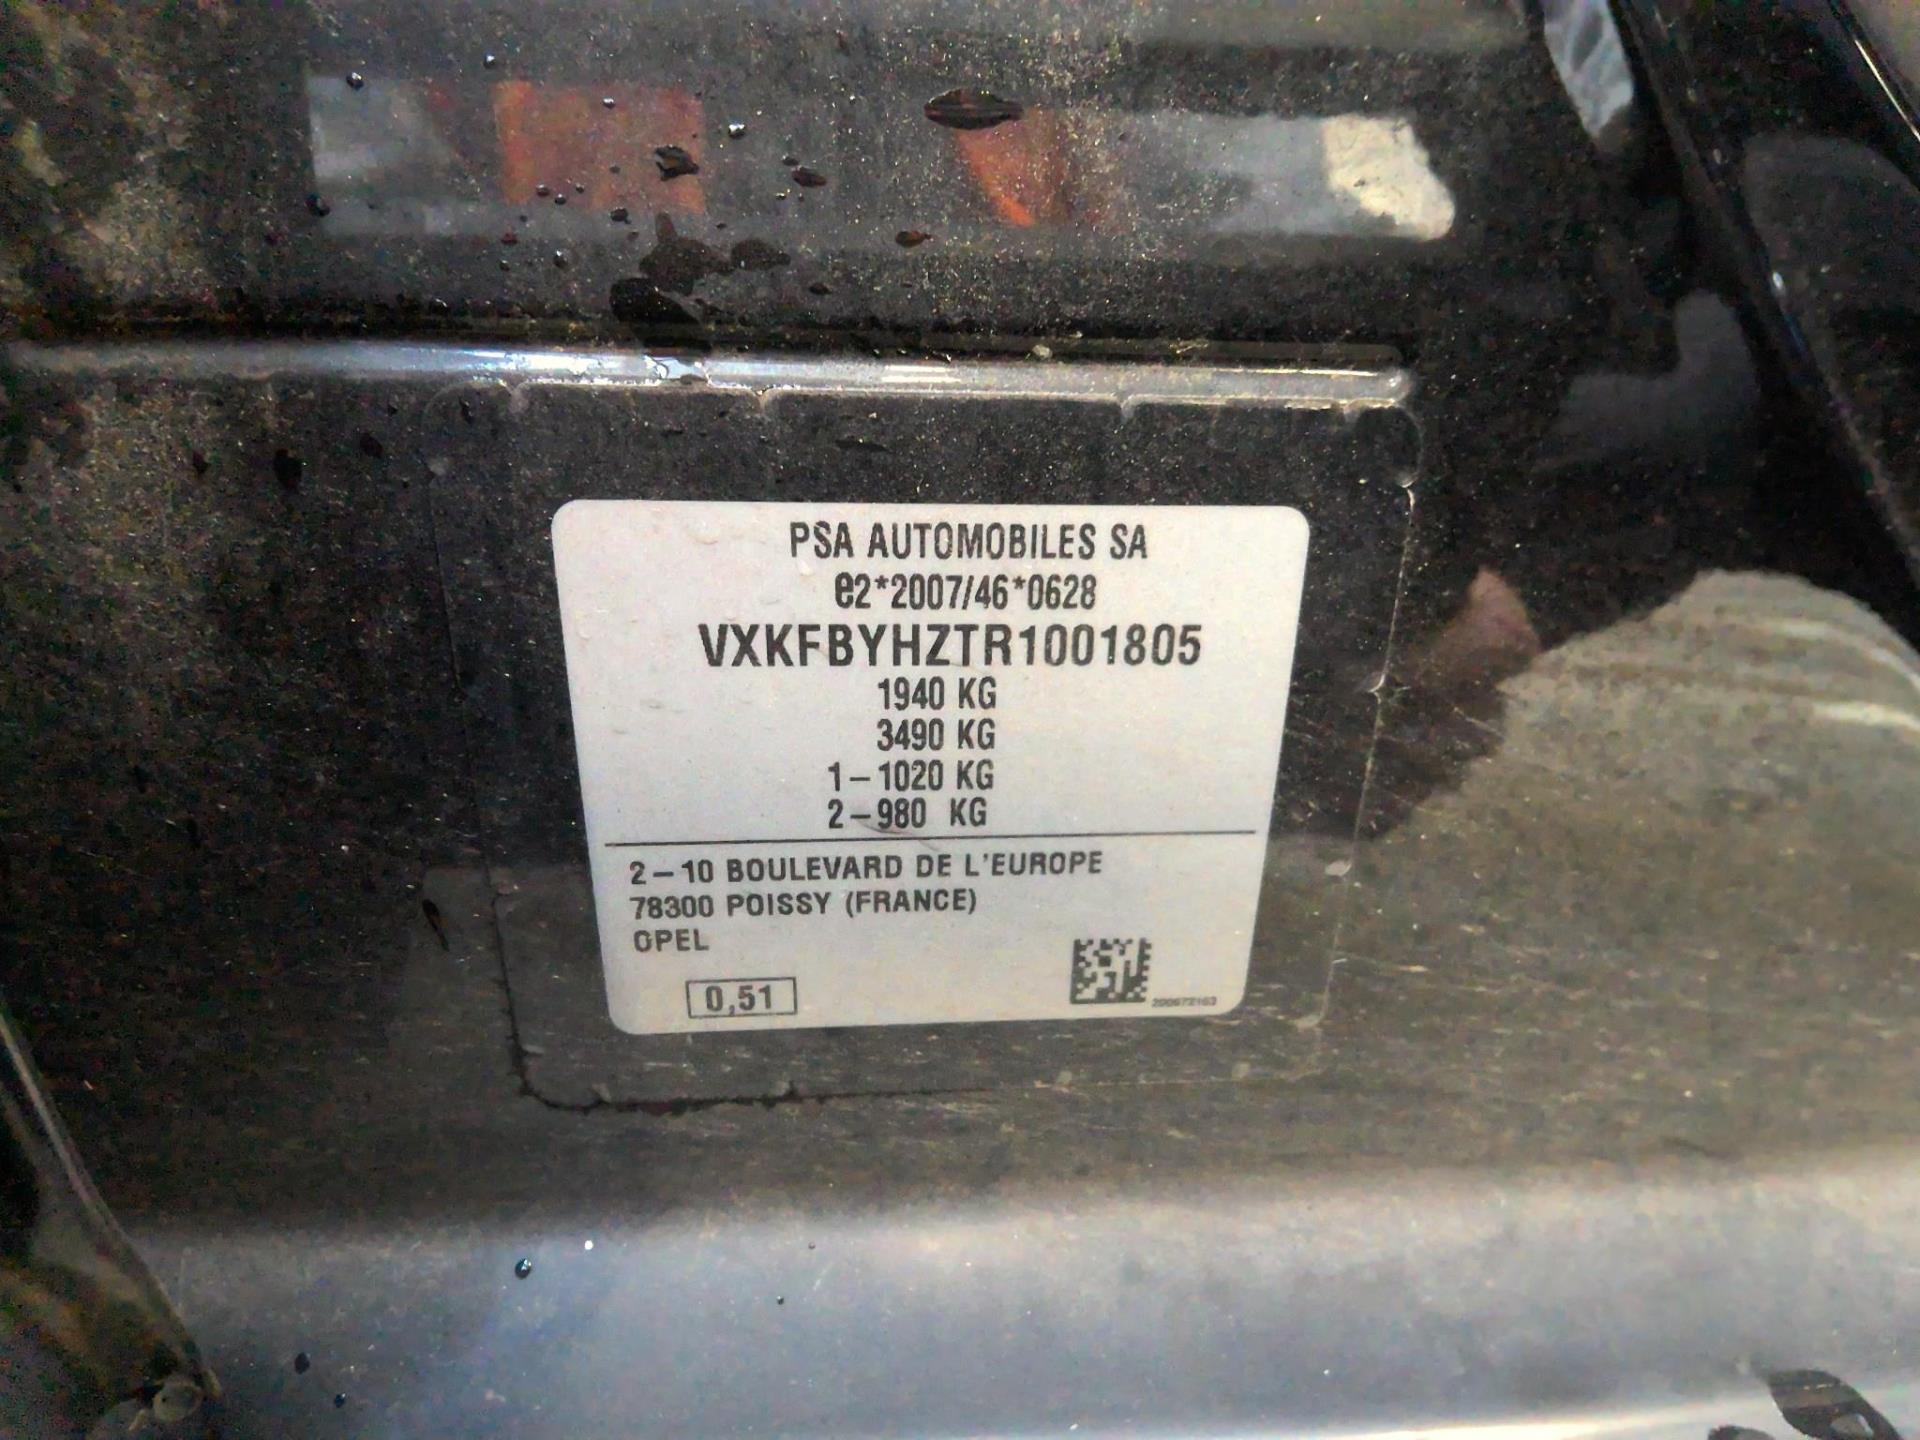 PSA AUTOMOBILES SA
e2*2007/46*0628
VXKFBYHZTR1001805
1940 KG
3490 KG
1-1020 KG
2-980 KG
2-10 BOULEVARD DE L'EUROPE
78300 POISSY (FRANCE)
OPEL
0,51